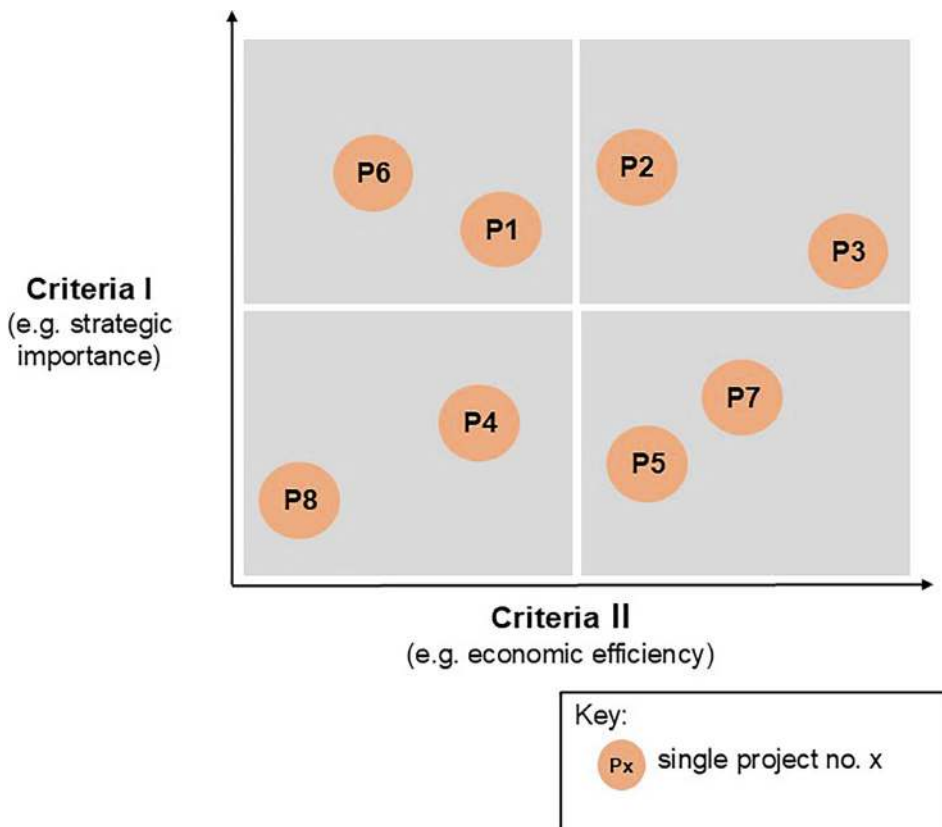 P6
P2
P1
P3
Criteria I
(e.g. strategic
importance)
P7
P4
P5
P8
Criteria II
(e.g. economic efficiency)
Key:
Px single project no. x